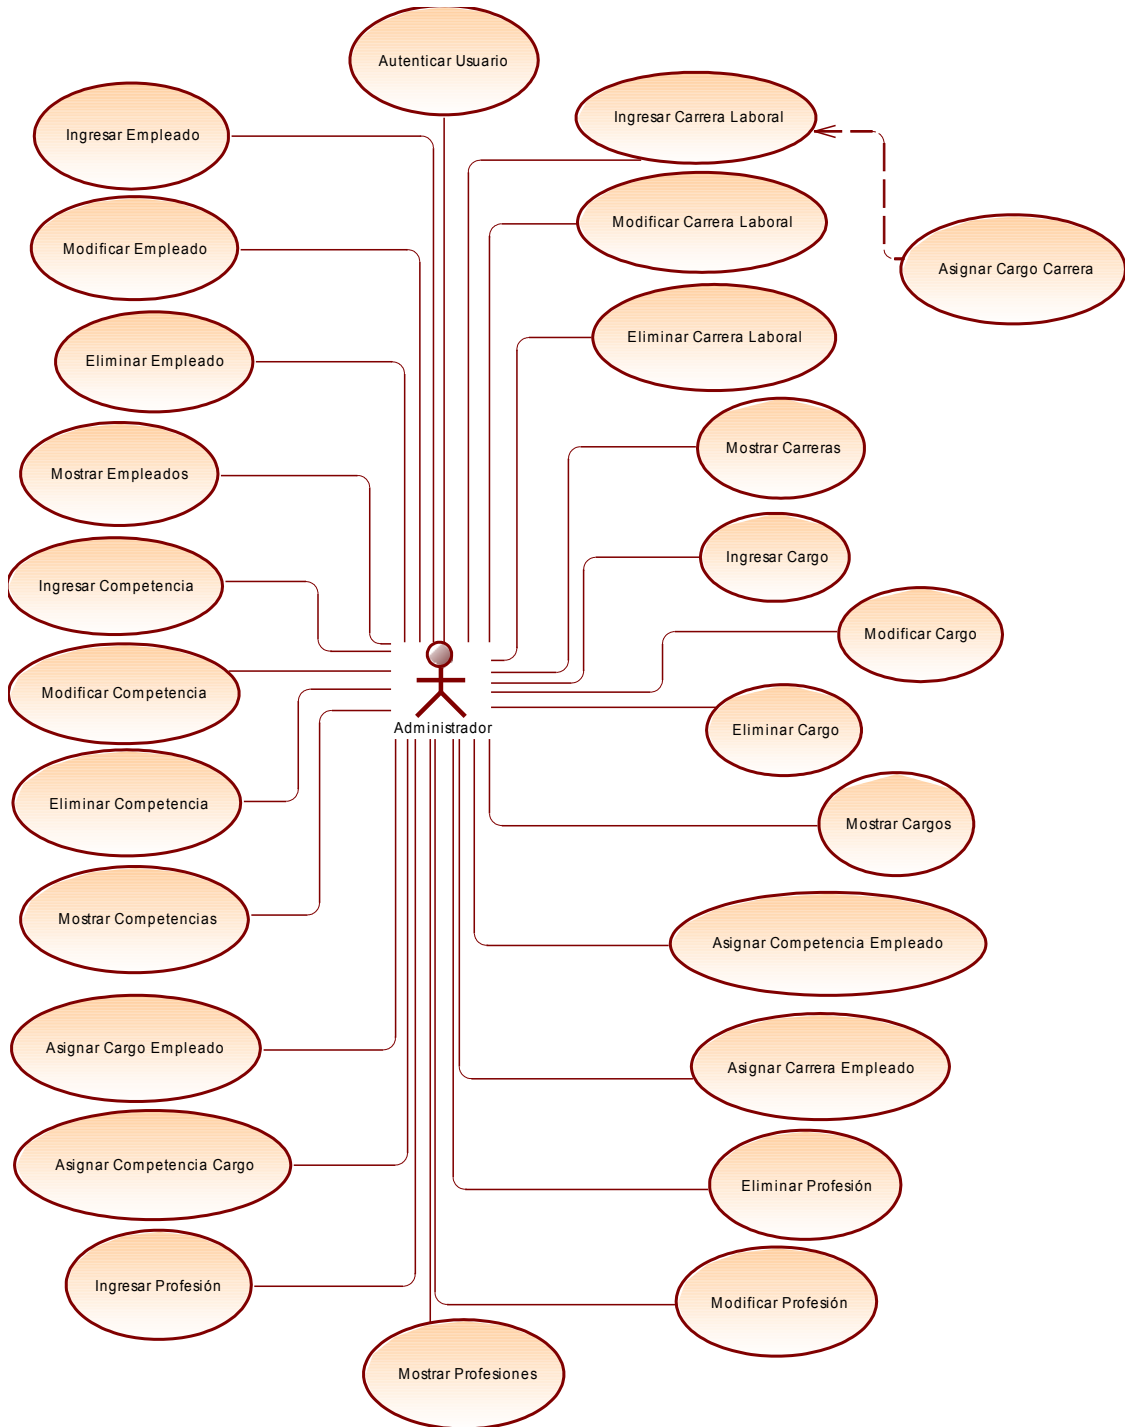 Autenticar Usuario
Ingresar Carrera Laboral
Ingresar Empleado
Modificar Carrera Laboral
Modificar Empleado
Asignar Cargo Carrera
Eliminar Carrera Laboral
Eliminar Empleado
Mostrar Carreras
Mostrar Empleados
Ingresar Cargo
Ingresar Competencia
Modificar Cargo
Modificar Competencia
Administrador
Eliminar Cargo
Eliminar Competencia
Mostrar Cargos
Mostrar Competencias
Asignar Competencia Empleado
Asignar Cargo Empleado
Asignar Carrera Empleado
Asignar Competencia Cargo
Eliminar Profesión
Ingresar Profesión
Modificar Profesión
Mostrar Profesiones